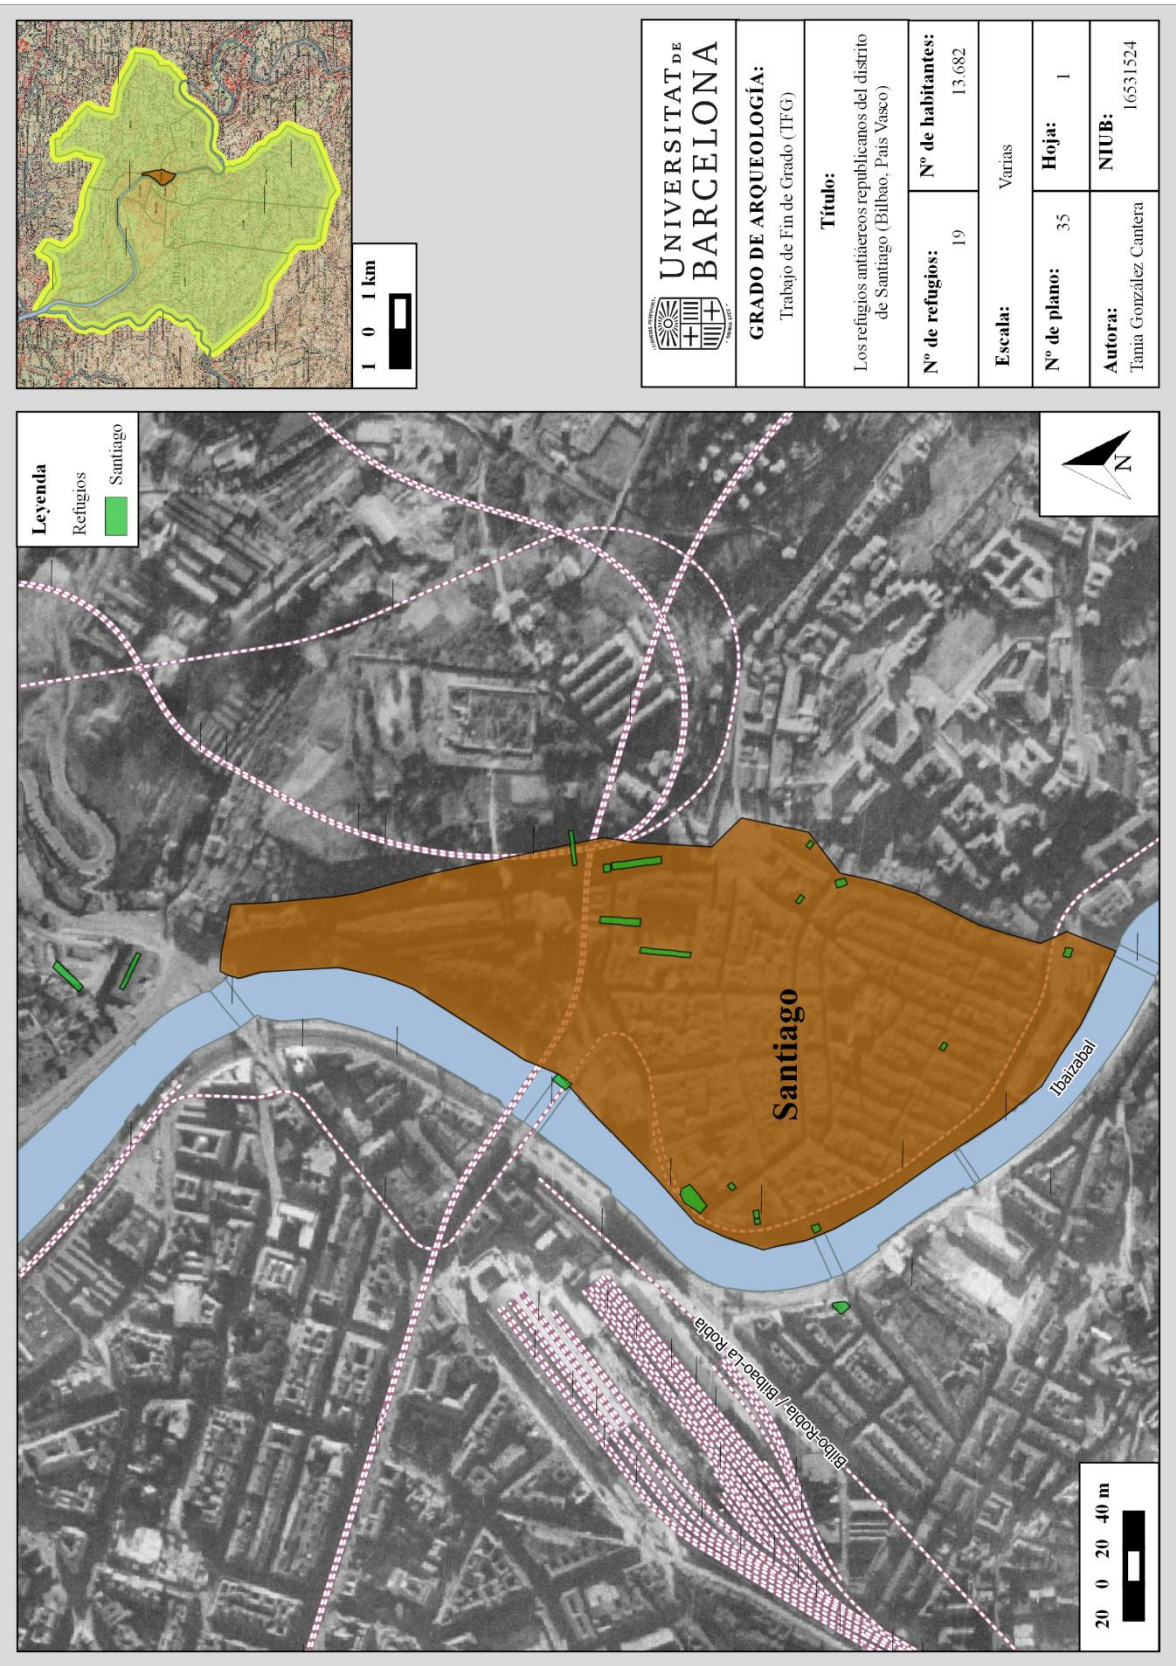 Leyenda
Refugios
Santiago
1 0 1 km
UNIVERSITAT DE
BARCELONA
GRADO DE ARQUEOLOGÍA:
Trabajo de Fin de Grado (TFG)
Título:
Los refugios antiáereos republicanos del distrito
de Santiago (Bilbao, País Vasco)
Nº de refugios:
19
Nº de habitantes:
13.682
Escala:
Varias
Nº de plano:
35
Hoja:
1
Autora:
Tania González Cantera
NIUB:
16531524
Santiago
Ibaizabal
Bilbo-Robla / Bilbao-La Robla
N
20 0 20 40 m